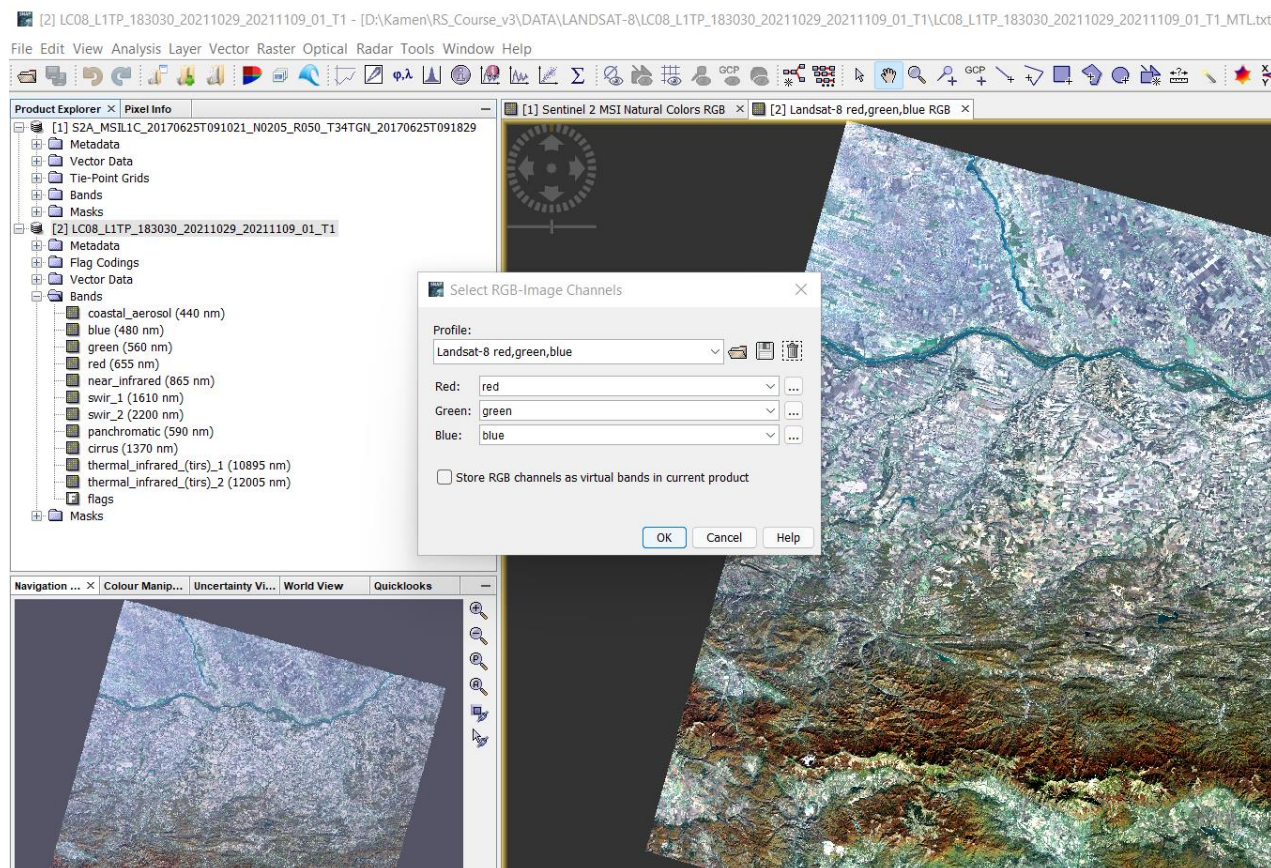 [2] LC08_L1TP_183030_20211029_20211109_01_T1 - [D:\Kamen\RS_Course_v3\DATA\LANDSAT-8\LC08_L1TP_183030_20211029_20211109_01_T1\LC08_L1TP_183030_20211029_20211109_01_T1_MTL.txt
File Edit View Analysis Layer Vector Raster Optical Radar Tools Window Help
φ,λ Σ GCP GCP
Product Explorer × Pixel Info
[1] Sentinel 2 MSI Natural Colors RGB × [2] Landsat-8 red,green,blue RGB ×
[1] S2A_MSIL1C_20170625T091021_N0205_R050_T34TGN_20170625T091829
Metadata
Vector Data
Tie-Point Grids
Bands
Masks
[2] LC08_L1TP_183030_20211029_20211109_01_T1
Metadata
Flag Codings
Vector Data
Bands
coastal_aerosol (440 nm)
blue (480 nm)
green (560 nm)
red (655 nm)
near_infrared (865 nm)
swir_1 (1610 nm)
swir_2 (2200 nm)
panchromatic (590 nm)
cirrus (1370 nm)
thermal_infrared_(tirs)_1 (10895 nm)
thermal_infrared_(tirs)_2 (12005 nm)
flags
Masks
Select RGB-Image Channels
Profile:
Landsat-8 red,green,blue
Red: red ...
Green: green ...
Blue: blue ...
Store RGB channels as virtual bands in current product
OK Cancel Help
Navigation ... × Colour Manip... Uncertainty Vi... World View Quicklooks